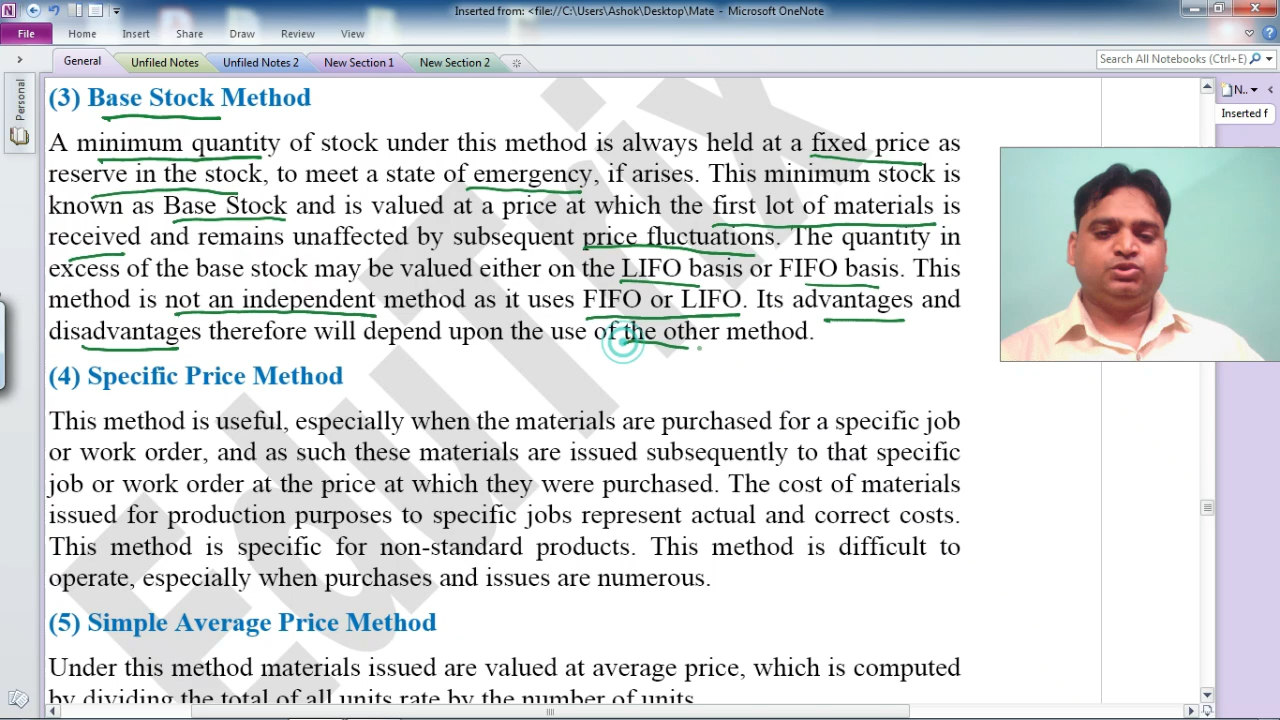 Inserted from: <file://C:\Users\Ashok\Desktop\Mate - Microsoft OneNote
File Home Insert Share Draw Review View
General Unfiled Notes Unfiled Notes 2 New Section 1 New Section 2 Search All Notebooks (Ctrl+E)
Personal
N..
Inserted f
(3) Base Stock Method
A minimum quantity of stock under this method is always held at a fixed price as
reserve in the stock, to meet a state of emergency, if arises. This minimum stock is
known as Base Stock and is valued at a price at which the first lot of materials is
received and remains unaffected by subsequent price fluctuations. The quantity in
excess of the base stock may be valued either on the LIFO basis or FIFO basis. This
method is not an independent method as it uses FIFO or LIFO. Its advantages and
disadvantages therefore will depend upon the use of the other method.
(4) Specific Price Method
This method is useful, especially when the materials are purchased for a specific job
or work order, and as such these materials are issued subsequently to that specific
job or work order at the price at which they were purchased. The cost of materials
issued for production purposes to specific jobs represent actual and correct costs.
This method is specific for non-standard products. This method is difficult to
operate, especially when purchases and issues are numerous.
(5) Simple Average Price Method
Under this method materials issued are valued at average price, which is computed
by dividing the total of all units rate by the number of units.
EduTrix